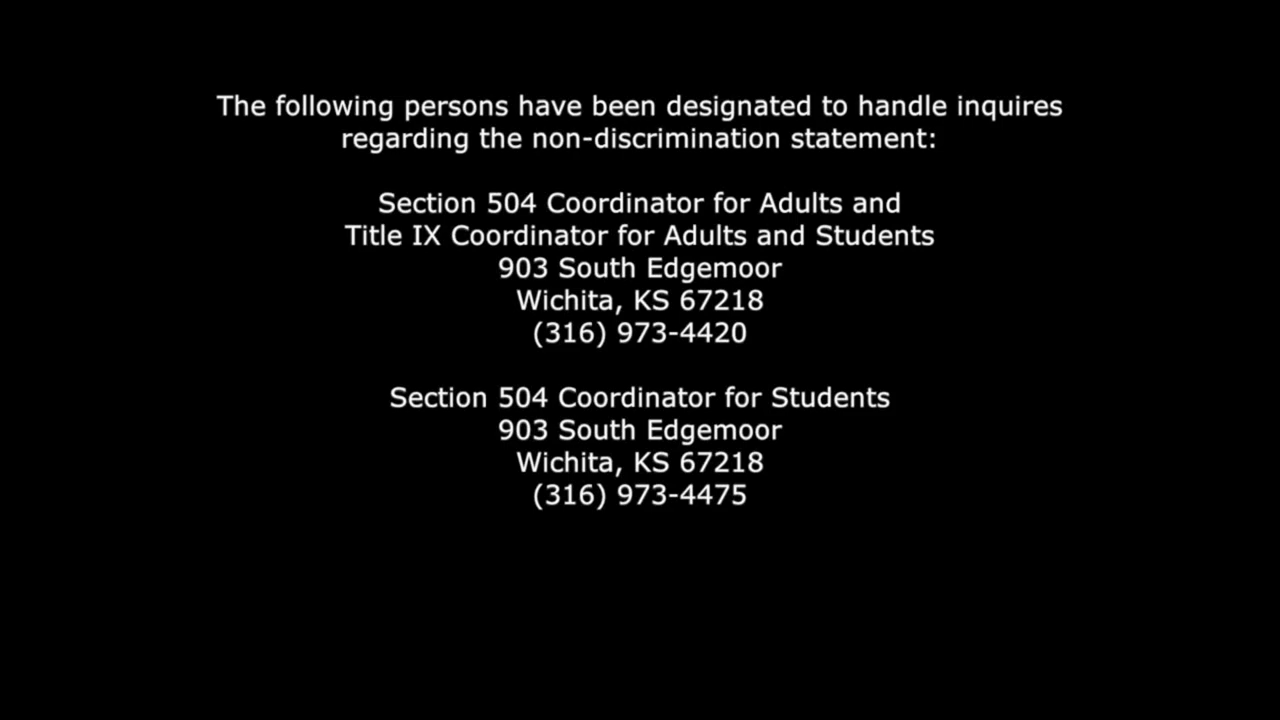 The following persons have been designated to handle inquires
regarding the non-discrimination statement:
Section 504 Coordinator for Adults and
Title IX Coordinator for Adults and Students
903 South Edgemoor
Wichita, KS 67218
(316) 973-4420
Section 504 Coordinator for Students
903 South Edgemoor
Wichita, KS 67218
(316) 973-4475